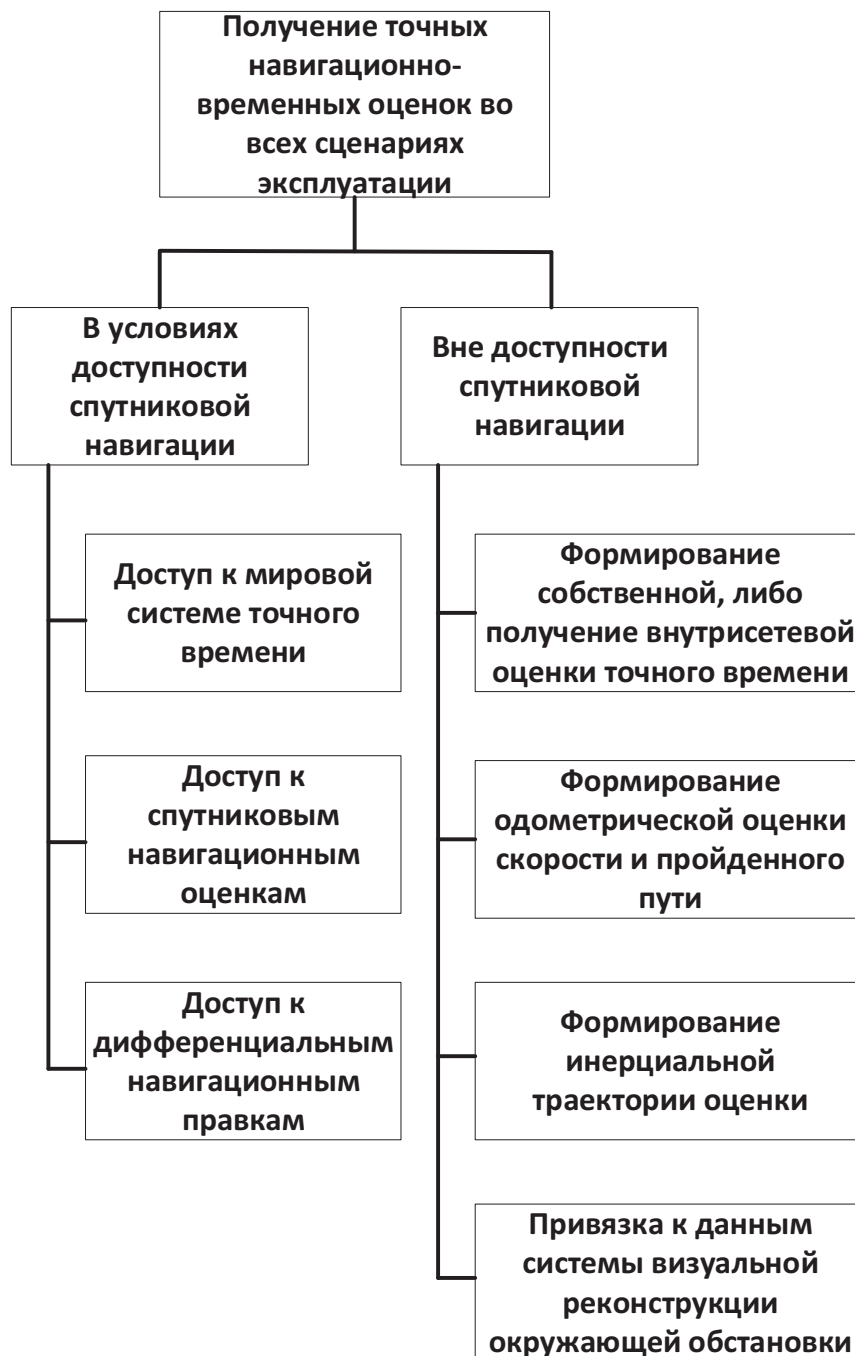 Получение точных
навигационно-
временных оценок во
всех сценариях
эксплуатации
В условиях
доступности
спутниковой
навигации
Вне доступности
спутниковой
навигации
Доступ к мировой
системе точного
времени
Доступ к
спутниковым
навигационным
оценкам
Доступ к
дифференциальным
навигационным
правкам
Формирование
собственной, либо
получение внутрисетевой
оценки точного времени
Формирование
одометрической оценки
скорости и пройденного
пути
Формирование
инерциальной
траектории оценки
Привязка к данным
системы визуальной
реконструкции
окружающей обстановки